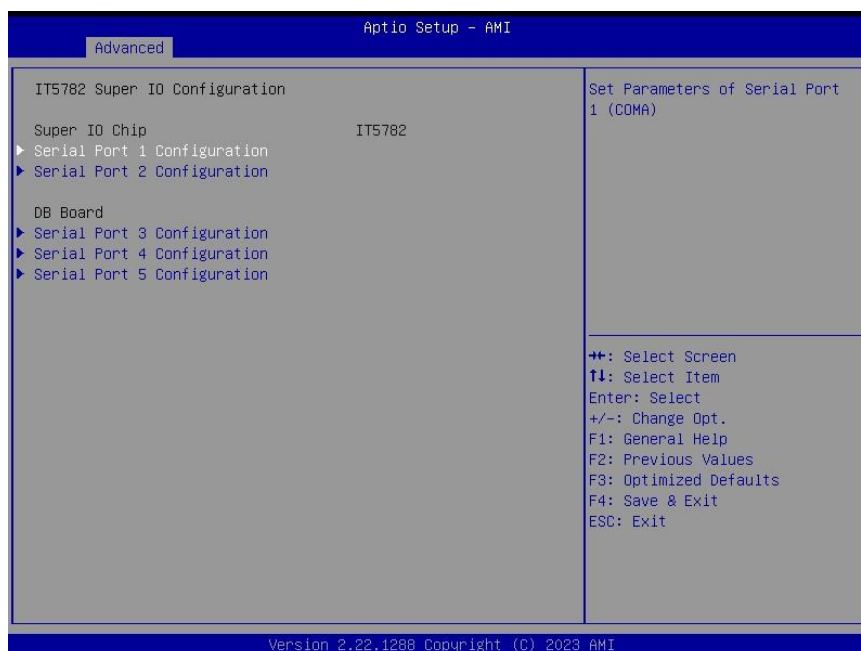 Aptio Setup - AMI
Advanced
IT5782 Super IO Configuration
Super IO Chip IT5782
▶ Serial Port 1 Configuration
▶ Serial Port 2 Configuration
DB Board
▶ Serial Port 3 Configuration
▶ Serial Port 4 Configuration
▶ Serial Port 5 Configuration
Set Parameters of Serial Port
1 (COMA)
→←: Select Screen
↑↓: Select Item
Enter: Select
+/-: Change Opt.
F1: General Help
F2: Previous Values
F3: Optimized Defaults
F4: Save & Exit
ESC: Exit
Version 2.22.1288 Copyright (C) 2023 AMI